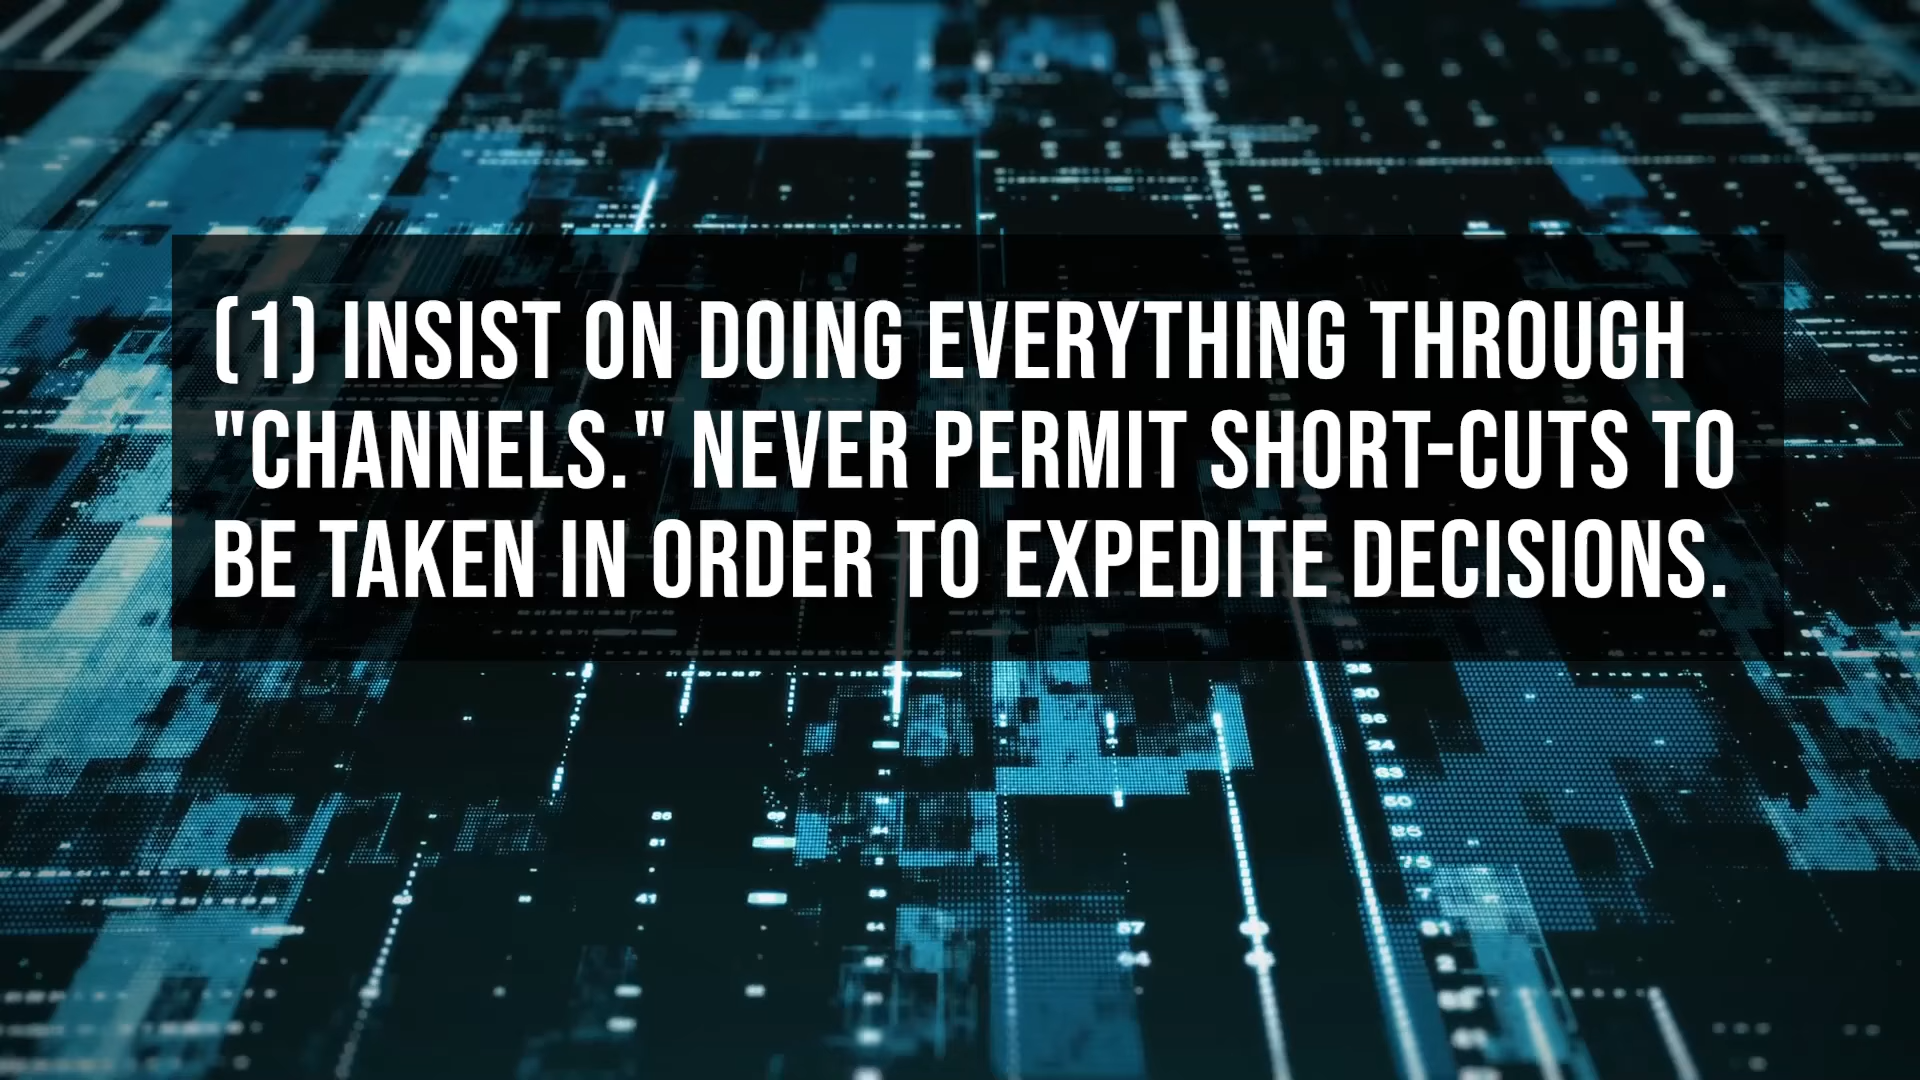 (1) INSIST ON DOING EVERYTHING THROUGH
"CHANNELS." NEVER PERMIT SHORT-CUTS TO
BE TAKEN IN ORDER TO EXPEDITE DECISIONS.